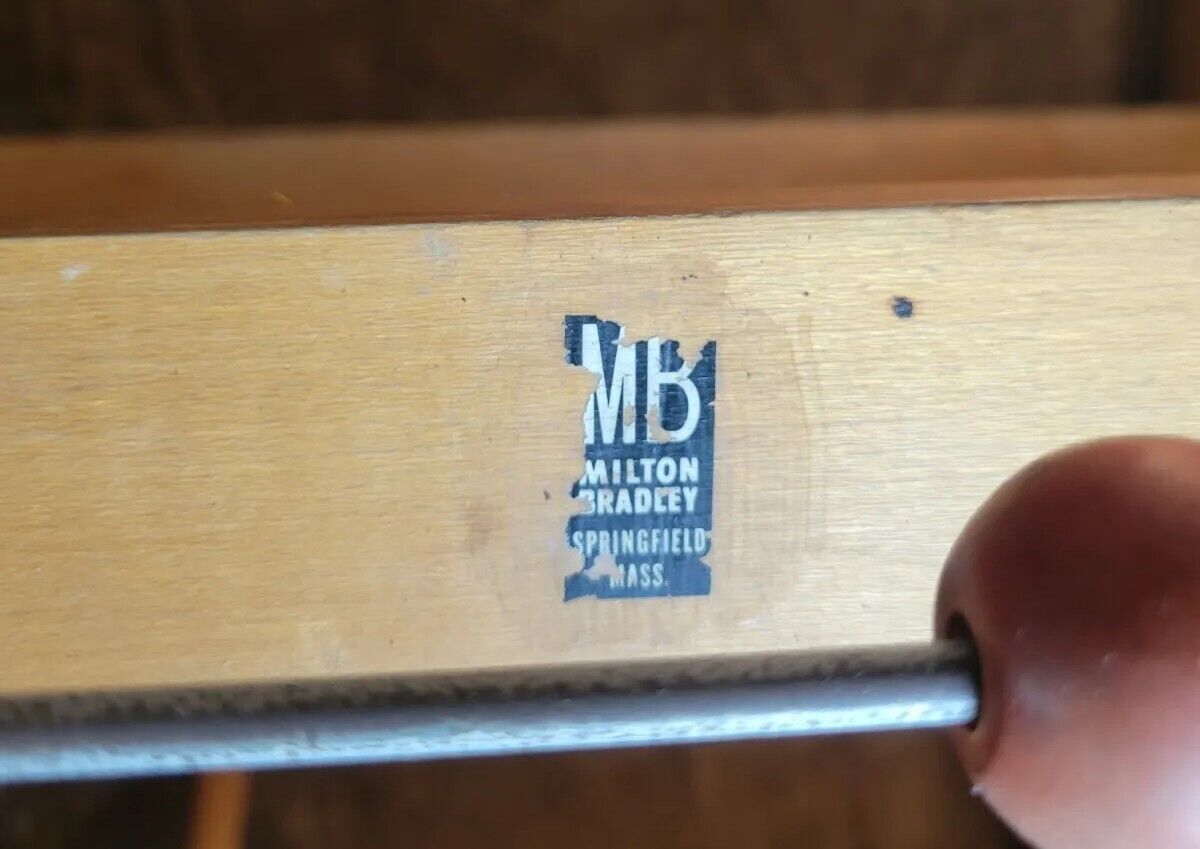 MB
MILTON
BRADLEY
SPRINGFIELD
MASS.